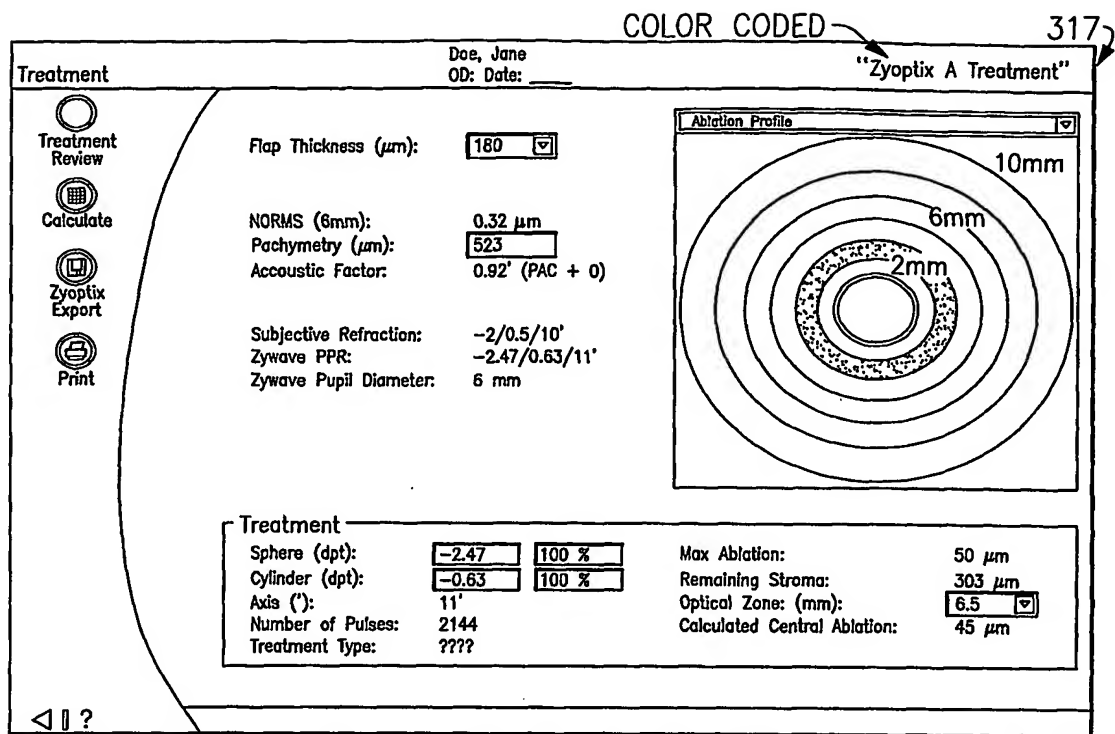 COLOR CODED
317
Treatment
Doe, Jane
OD: Date: ____
"Zyoptix A Treatment"
Treatment
Review
Calculate
Zyoptix
Export
Print
Flap Thickness (μm): 180
NORMS (6mm): 0.32 μm
Pachymetry (μm): 523
Accoustic Factor: 0.92' (PAC + 0)
Subjective Refraction: -2/0.5/10'
Zywave PPR: -2.47/0.63/11'
Zywave Pupil Diameter: 6 mm
Ablation Profile
10mm
6mm
2mm
Treatment
Sphere (dpt): -2.47 100 %
Cylinder (dpt): -0.63 100 %
Axis ('): 11'
Number of Pulses: 2144
Treatment Type: ????
Max Ablation: 50 μm
Remaining Stroma: 303 μm
Optical Zone: (mm): 6.5
Calculated Central Ablation: 45 μm
?